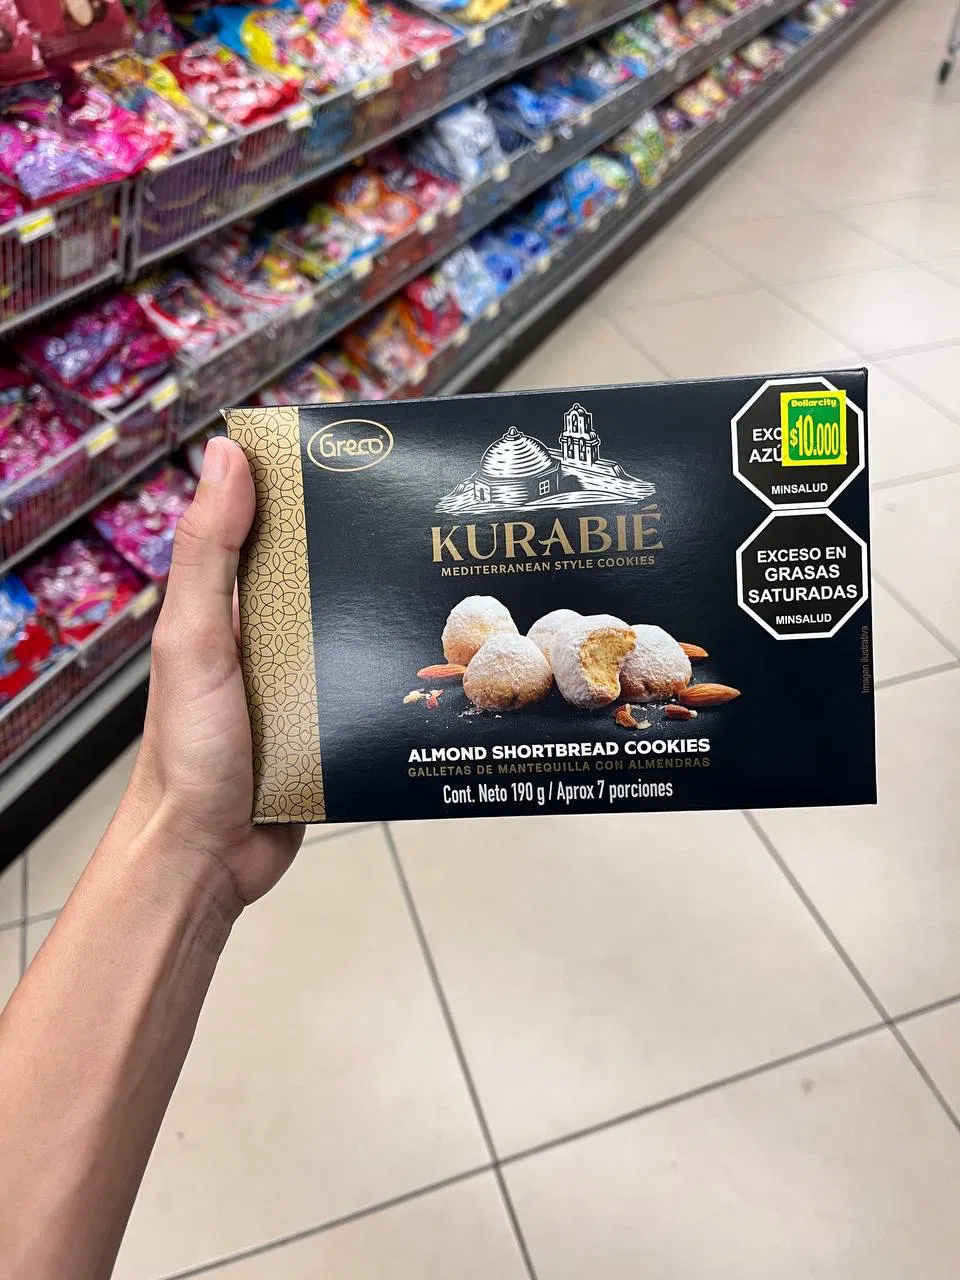 Greco
KURABIÉ
MEDITERRANEAN STYLE COOKIES
ALMOND SHORTBREAD COOKIES
GALLETAS DE MANTEQUILLA CON ALMENDRAS
Cont. Neto 190 g / Aprox 7 porciones
Dollarcity
$10.000
EXC
AZÚ
MINSALUD
EXCESO EN
GRASAS
SATURADAS
MINSALUD
Imagen ilustrativa